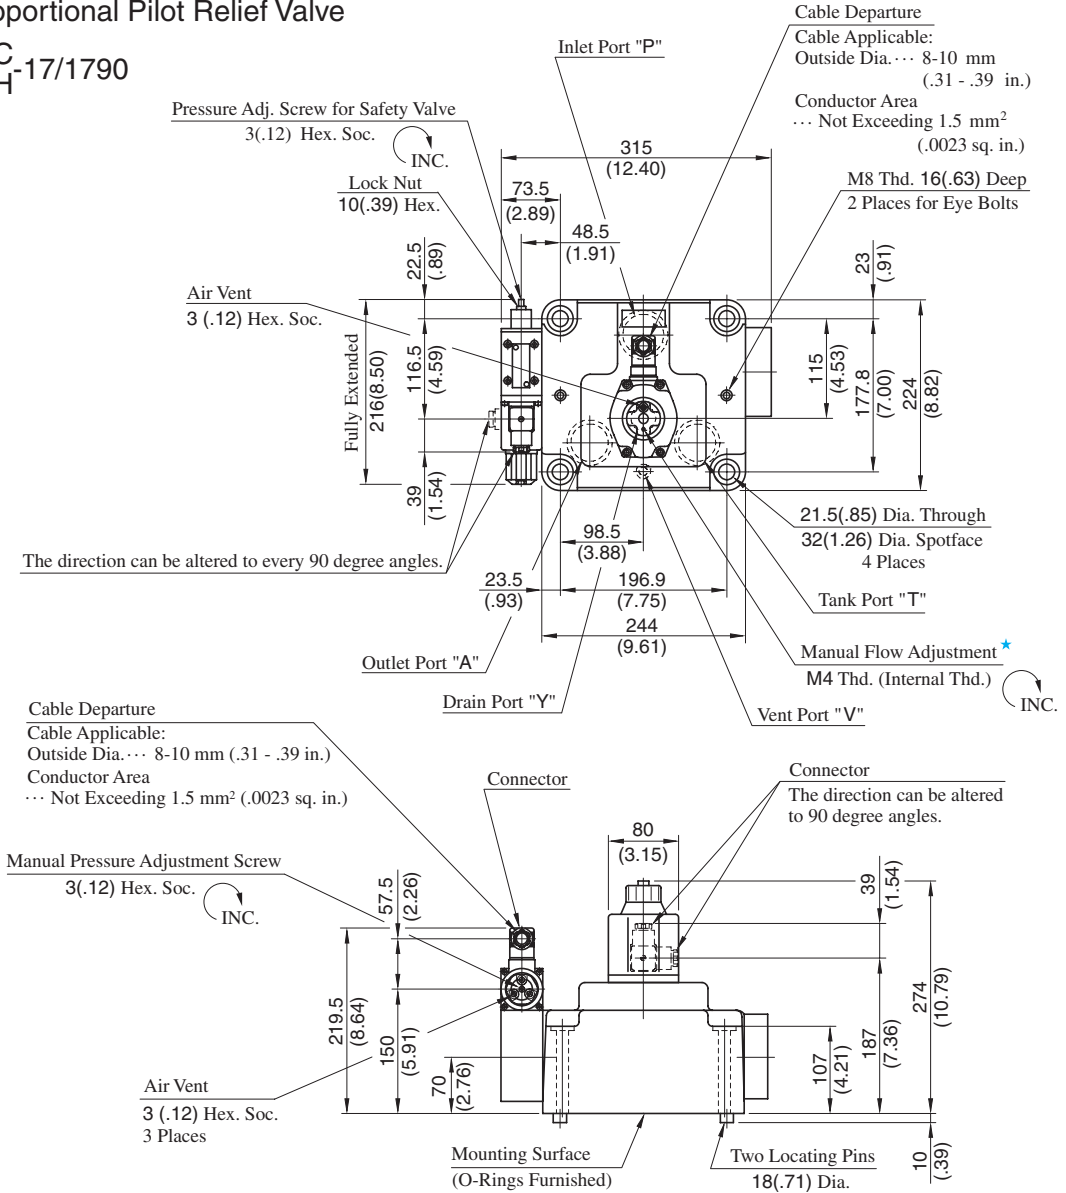 oportional Pilot Relief Valve
C
H-17/1790
Cable Departure
Cable Applicable:
Outside Dia.··· 8-10 mm
(.31 - .39 in.)
Conductor Area
··· Not Exceeding 1.5 mm²
(.0023 sq. in.)
Inlet Port "P"
Pressure Adj. Screw for Safety Valve
3(.12) Hex. Soc.
INC.
Lock Nut
10(.39) Hex.
315
(12.40)
73.5
(2.89)
48.5
(1.91)
M8 Thd. 16(.63) Deep
2 Places for Eye Bolts
22.5
(.89)
23
(.91)
Air Vent
3 (.12) Hex. Soc.
Fully Extended
216(8.50)
116.5
(4.59)
39
(1.54)
115
(4.53)
177.8
(7.00)
224
(8.82)
21.5(.85) Dia. Through
32(1.26) Dia. Spotface
4 Places
98.5
(3.88)
The direction can be altered to every 90 degree angles.
23.5
(.93)
196.9
(7.75)
Tank Port "T"
244
(9.61)
Outlet Port "A"
Manual Flow Adjustment ★
M4 Thd. (Internal Thd.)
INC.
Drain Port "Y"
Vent Port "V"
Cable Departure
Cable Applicable:
Outside Dia.··· 8-10 mm (.31 - .39 in.)
Conductor Area
··· Not Exceeding 1.5 mm² (.0023 sq. in.)
Connector
Connector
The direction can be altered
to 90 degree angles.
80
(3.15)
Manual Pressure Adjustment Screw
3(.12) Hex. Soc.
INC.
57.5
(2.26)
39
(1.54)
219.5
(8.64)
150
(5.91)
70
(2.76)
107
(4.21)
187
(7.36)
274
(10.79)
Air Vent
3 (.12) Hex. Soc.
3 Places
Mounting Surface
(O-Rings Furnished)
Two Locating Pins
18(.71) Dia.
10
(.39)